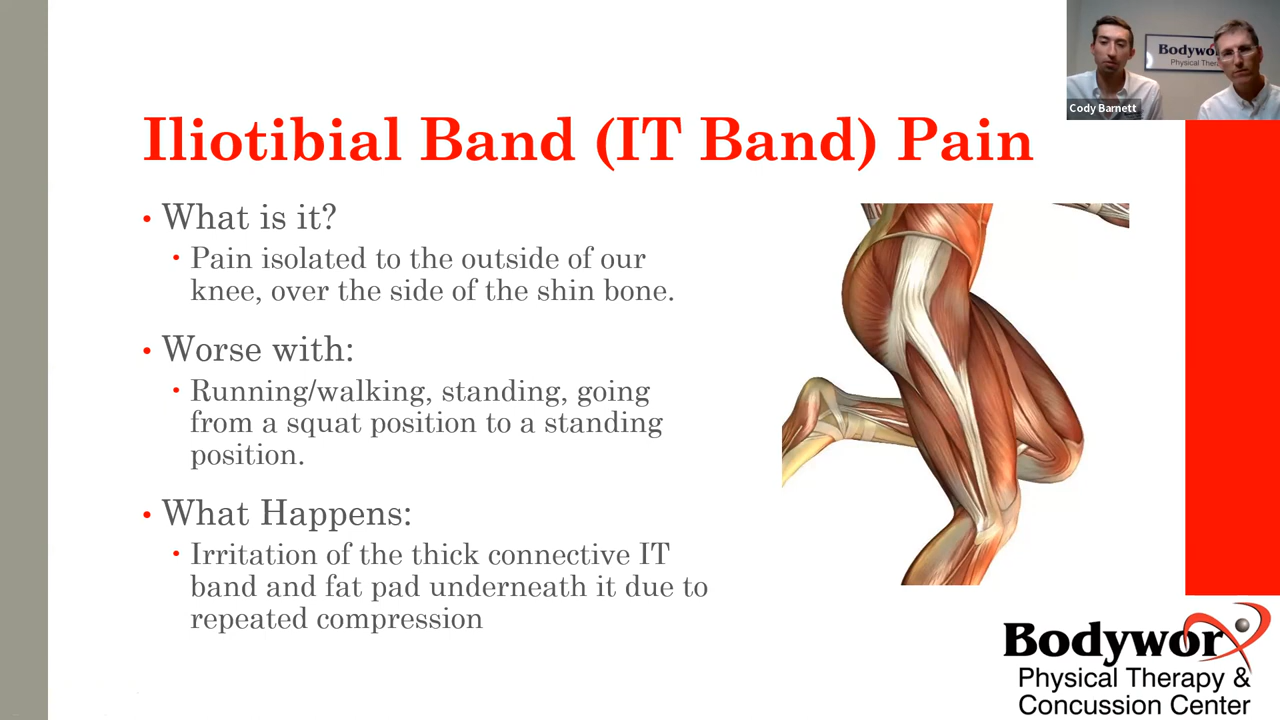 Iliotibial Band (IT Band) Pain
• What is it?
• Pain isolated to the outside of our
knee, over the side of the shin bone.
• Worse with:
• Running/walking, standing, going
from a squat position to a standing
position.
• What Happens:
• Irritation of the thick connective IT
band and fat pad underneath it due to
repeated compression
Bodywor
Physical Thera
Cody Barnett
Bodyworx
Physical Therapy &
Concussion Center